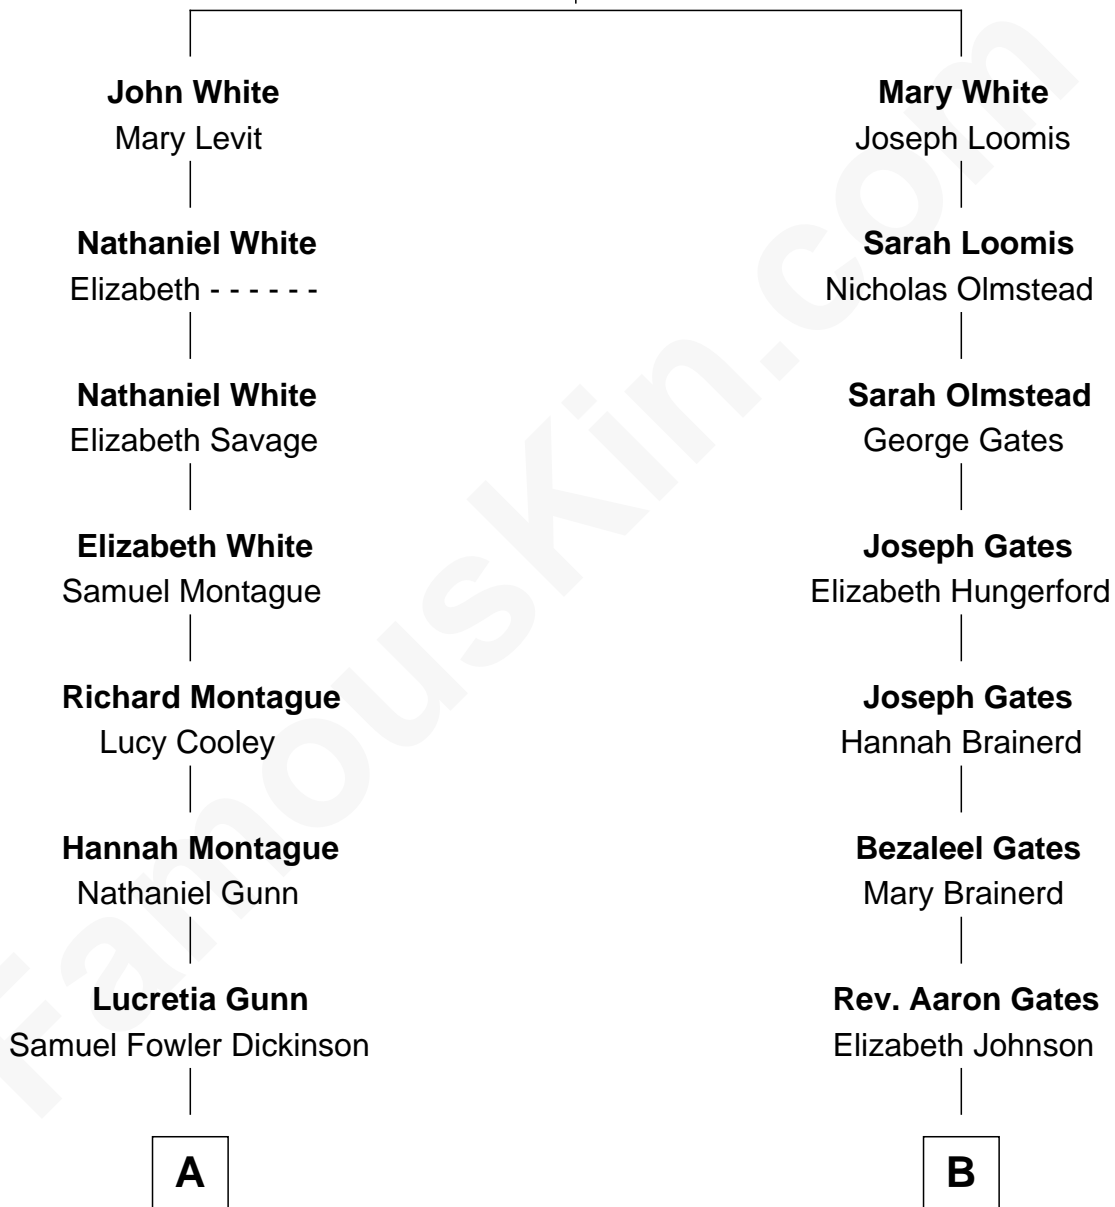 John White
Mary Levit
Nathaniel White
Elizabeth - - - - - -
Nathaniel White
Elizabeth Savage
Elizabeth White
Samuel Montague
Richard Montague
Lucy Cooley
Hannah Montague
Nathaniel Gunn
Lucretia Gunn
Samuel Fowler Dickinson
A
Mary White
Joseph Loomis
Sarah Loomis
Nicholas Olmstead
Sarah Olmstead
George Gates
Joseph Gates
Elizabeth Hungerford
Joseph Gates
Hannah Brainerd
Bezaleel Gates
Mary Brainerd
Rev. Aaron Gates
Elizabeth Johnson
B
FamousKin.com